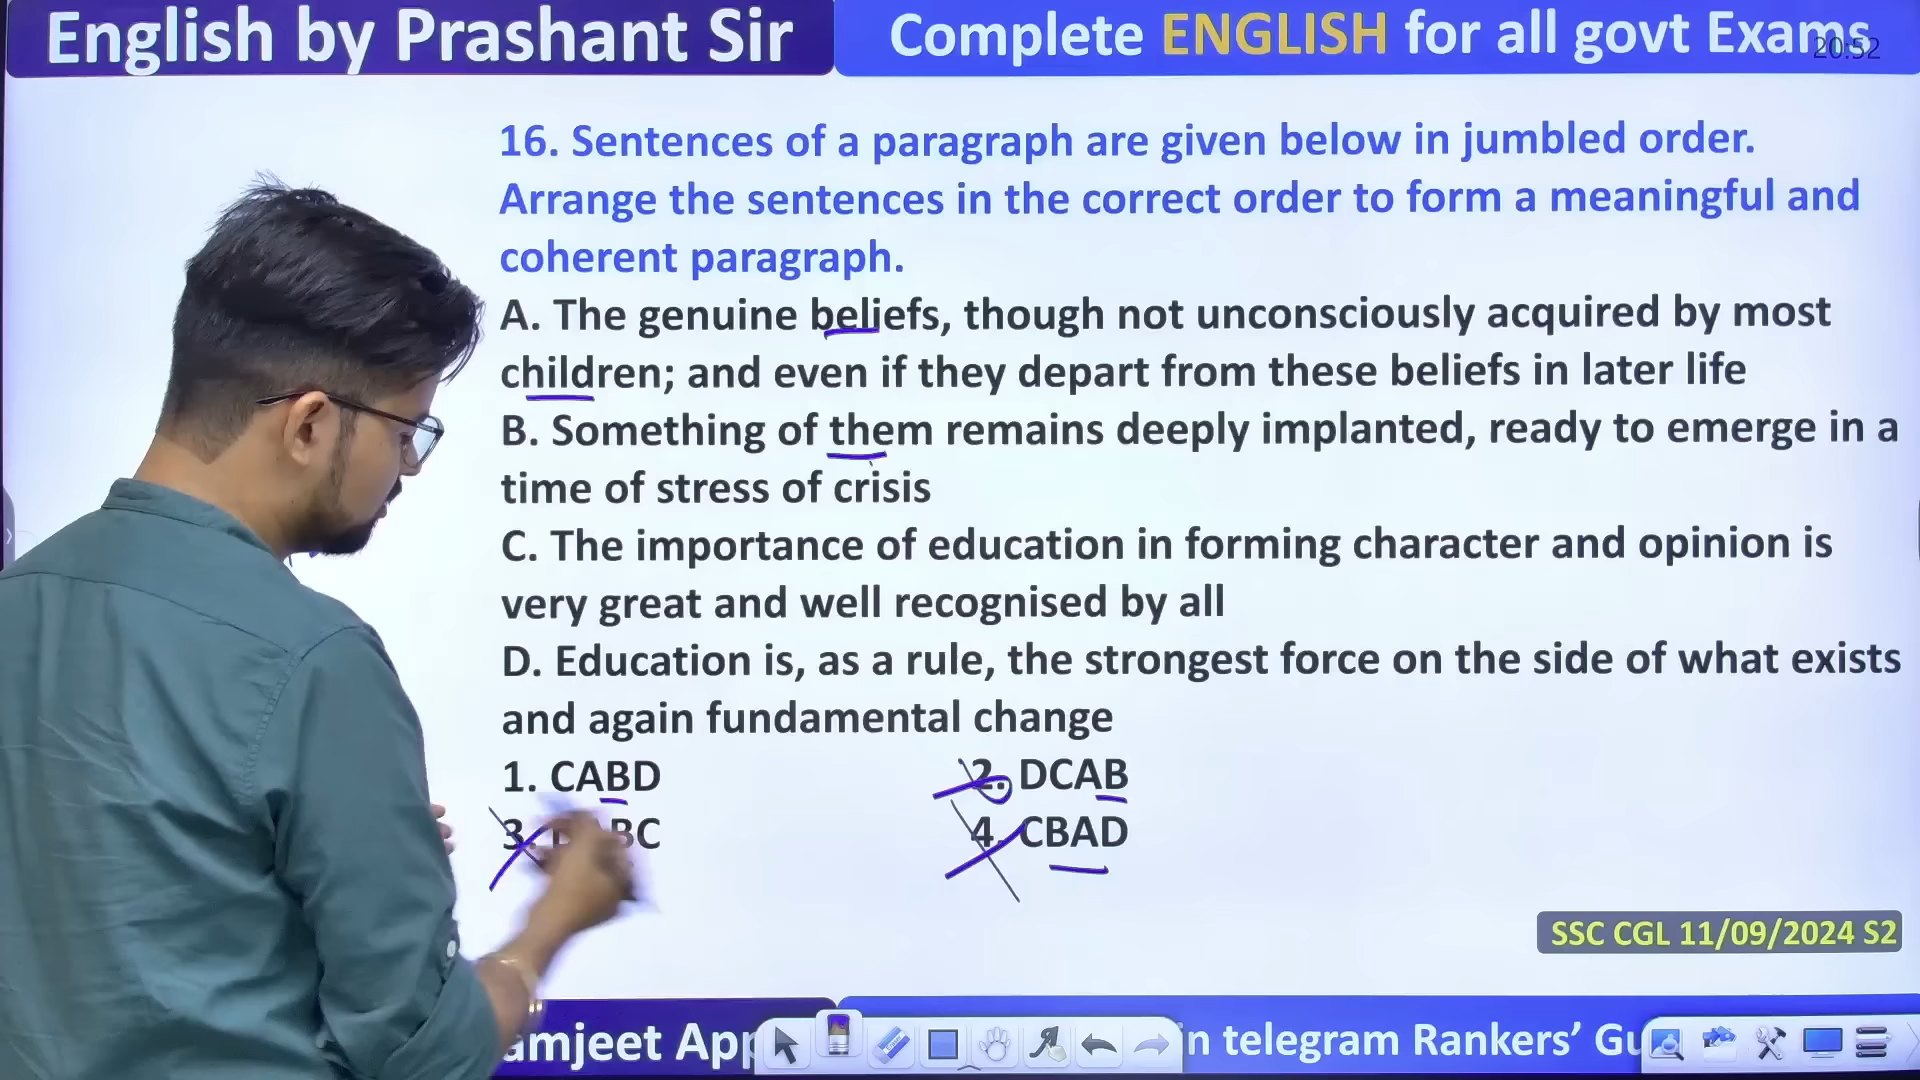 English by Prashant Sir
Complete ENGLISH for all govt Exams
20:52
16. Sentences of a paragraph are given below in jumbled order.
Arrange the sentences in the correct order to form a meaningful and
coherent paragraph.
A. The genuine beliefs, though not unconsciously acquired by most
children; and even if they depart from these beliefs in later life
B. Something of them remains deeply implanted, ready to emerge in a
time of stress of crisis
C. The importance of education in forming character and opinion is
very great and well recognised by all
D. Education is, as a rule, the strongest force on the side of what exists
and again fundamental change
1. CABD
2. DCAB
3. BC
4. CBAD
SSC CGL 11/09/2024 S2
amjeet App
in telegram Rankers’ Gu